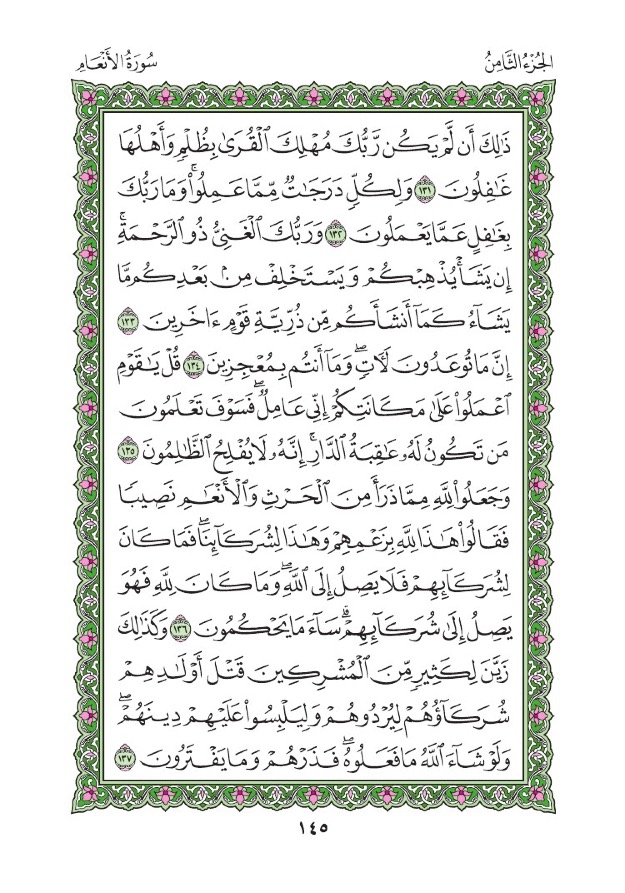 الجُزْءُ الثَّامِنُ
سُورَةُ الأَنْعَامِ
ذَٰلِكَ أَن لَّمْ يَكُن رَّبُّكَ مُهْلِكَ ٱلْقُرَىٰ بِظُلْمٍ وَأَهْلُهَا
غَٰفِلُونَ ١٣١ وَلِكُلٍّ دَرَجَٰتٌ مِّمَّا عَمِلُوا۟ ۚ وَمَا رَبُّكَ
بِغَٰفِلٍ عَمَّا يَعْمَلُونَ ١٣٢ وَرَبُّكَ ٱلْغَنِىُّ ذُو ٱلرَّحْمَةِ ۚ
إِن يَشَأْ يُذْهِبْكُمْ وَيَسْتَخْلِفْ مِنۢ بَعْدِكُم مَّا
يَشَآءُ كَمَآ أَنشَأَكُم مِّن ذُرِّيَّةِ قَوْمٍ ءَاخَرِينَ ١٣٣
إِنَّ مَا تُوعَدُونَ لَءَاتٍ ۖ وَمَآ أَنتُم بِمُعْجِزِينَ ١٣٤ قُلْ يَٰقَوْمِ
ٱعْمَلُوا۟ عَلَىٰ مَكَانَتِكُمْ إِنِّى عَامِلٌ ۖ فَسَوْفَ تَعْلَمُونَ
مَن تَكُونُ لَهُۥ عَٰقِبَةُ ٱلدَّارِ ۗ إِنَّهُۥ لَا يُفْلِحُ ٱلظَّٰلِمُونَ ١٣٥
وَجَعَلُوا۟ لِلَّهِ مِمَّا ذَرَأَ مِنَ ٱلْحَرْثِ وَٱلْأَنْعَٰمِ نَصِيبًا
فَقَالُوا۟ هَٰذَا لِلَّهِ بِزَعْمِهِمْ وَهَٰذَا لِشُرَكَآئِنَا ۖ فَمَا كَانَ
لِشُرَكَآئِهِمْ فَلَا يَصِلُ إِلَى ٱللَّهِ ۖ وَمَا كَانَ لِلَّهِ فَهُوَ
يَصِلُ إِلَىٰ شُرَكَآئِهِمْ ۗ سَآءَ مَا يَحْكُمُونَ ١٣٦ وَكَذَٰلِكَ
زَيَّنَ لِكَثِيرٍ مِّنَ ٱلْمُشْرِكِينَ قَتْلَ أَوْلَٰدِهِمْ
شُرَكَآؤُهُمْ لِيُرْدُوهُمْ وَلِيَلْبِسُوا۟ عَلَيْهِمْ دِينَهُمْ ۖ
وَلَوْ شَآءَ ٱللَّهُ مَا فَعَلُوهُ ۖ فَذَرْهُمْ وَمَا يَفْتَرُونَ ١٣٧
١٤٥